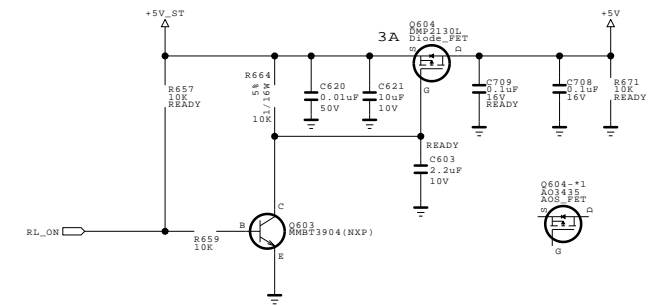 +5V_ST
+5V
3A
Q604
DMP2130L
Diode_FET
S
D
G
R657
10K
READY
R664
5%
1/16W
10K
C620
0.01uF
50V
C621
10uF
10V
C709
0.1uF
16V
READY
C708
0.1uF
16V
R671
10K
READY
READY
C603
2.2uF
10V
Q604-*1
AO3435
AOS_FET
S
D
G
RL_ON
R659
10K
B
C
E
Q603
MMBT3904(NXP)